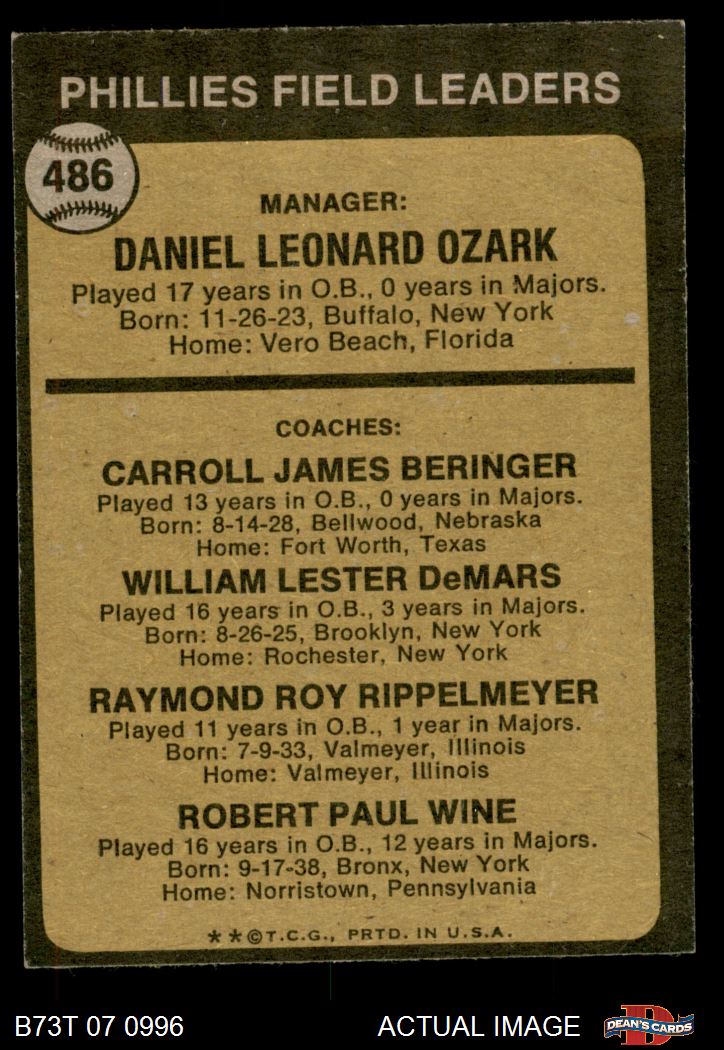 PHILLIES FIELD LEADERS
486
MANAGER:
DANIEL LEONARD OZARK
Played 17 years in O.B., 0 years in Majors.
Born: 11-26-23, Buffalo, New York
Home: Vero Beach, Florida
COACHES:
CARROLL JAMES BERINGER
Played 13 years in O.B., 0 years in Majors.
Born: 8-14-28, Bellwood, Nebraska
Home: Fort Worth, Texas
WILLIAM LESTER DeMARS
Played 16 years in O.B., 3 years in Majors.
Born: 8-26-25, Brooklyn, New York
Home: Rochester, New York
RAYMOND ROY RIPPELMEYER
Played 11 years in O.B., 1 year in Majors.
Born: 7-9-33, Valmeyer, Illinois
Home: Valmeyer, Illinois
ROBERT PAUL WINE
Played 16 years in O.B., 12 years in Majors.
Born: 9-17-38, Bronx, New York
Home: Norristown, Pennsylvania
**©T.C.G., PRTD. IN U.S.A.
B73T 07 0996
ACTUAL IMAGE
D
DEAN'S CARDS